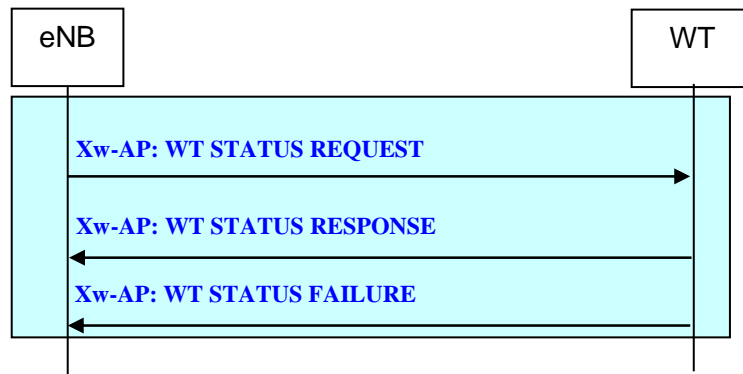 eNB
WT
Xw-AP: WT STATUS REQUEST
Xw-AP: WT STATUS RESPONSE
Xw-AP: WT STATUS FAILURE